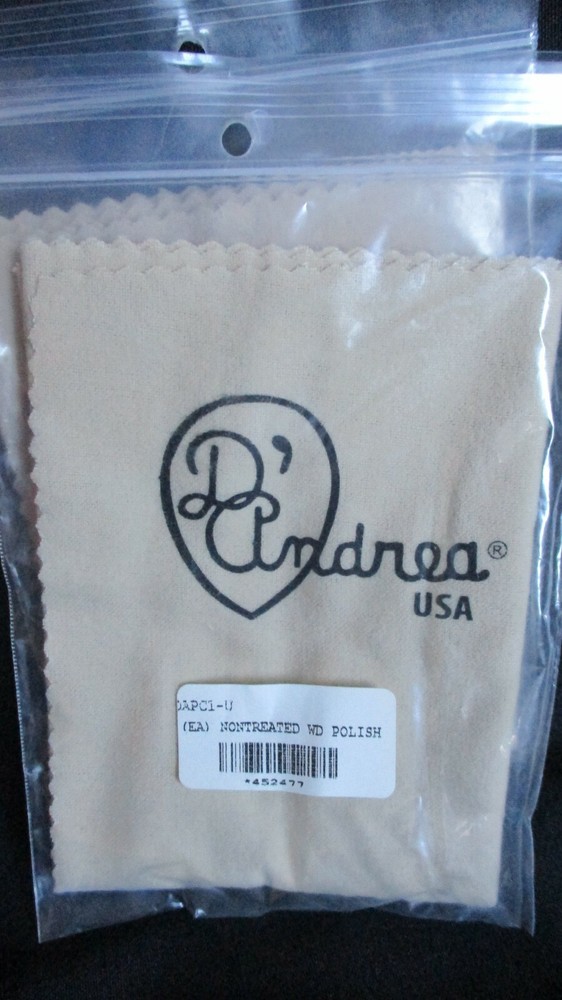 D'Andrea®
USA
DAPC1-U
(EA) NONTREATED WD POLISH
*452477